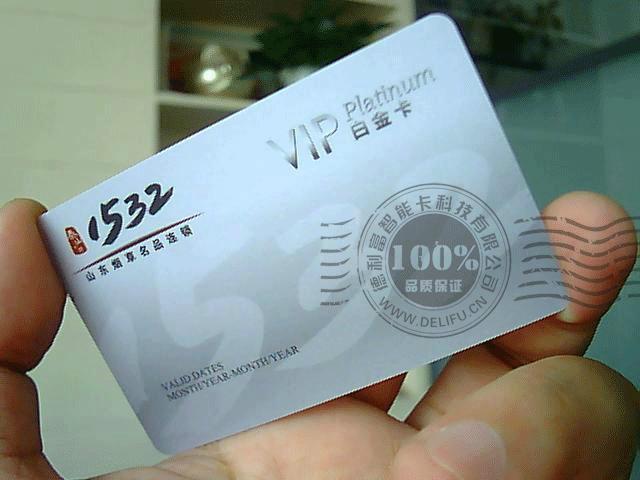 VIP Platinum
白金卡
1532
山东烟草名品连锁
VALID DATES
MONTH/YEAR-MONTH/YEAR
德利富智能卡科技有限公司
100%
品质保证
WWW.DELIFU.CN